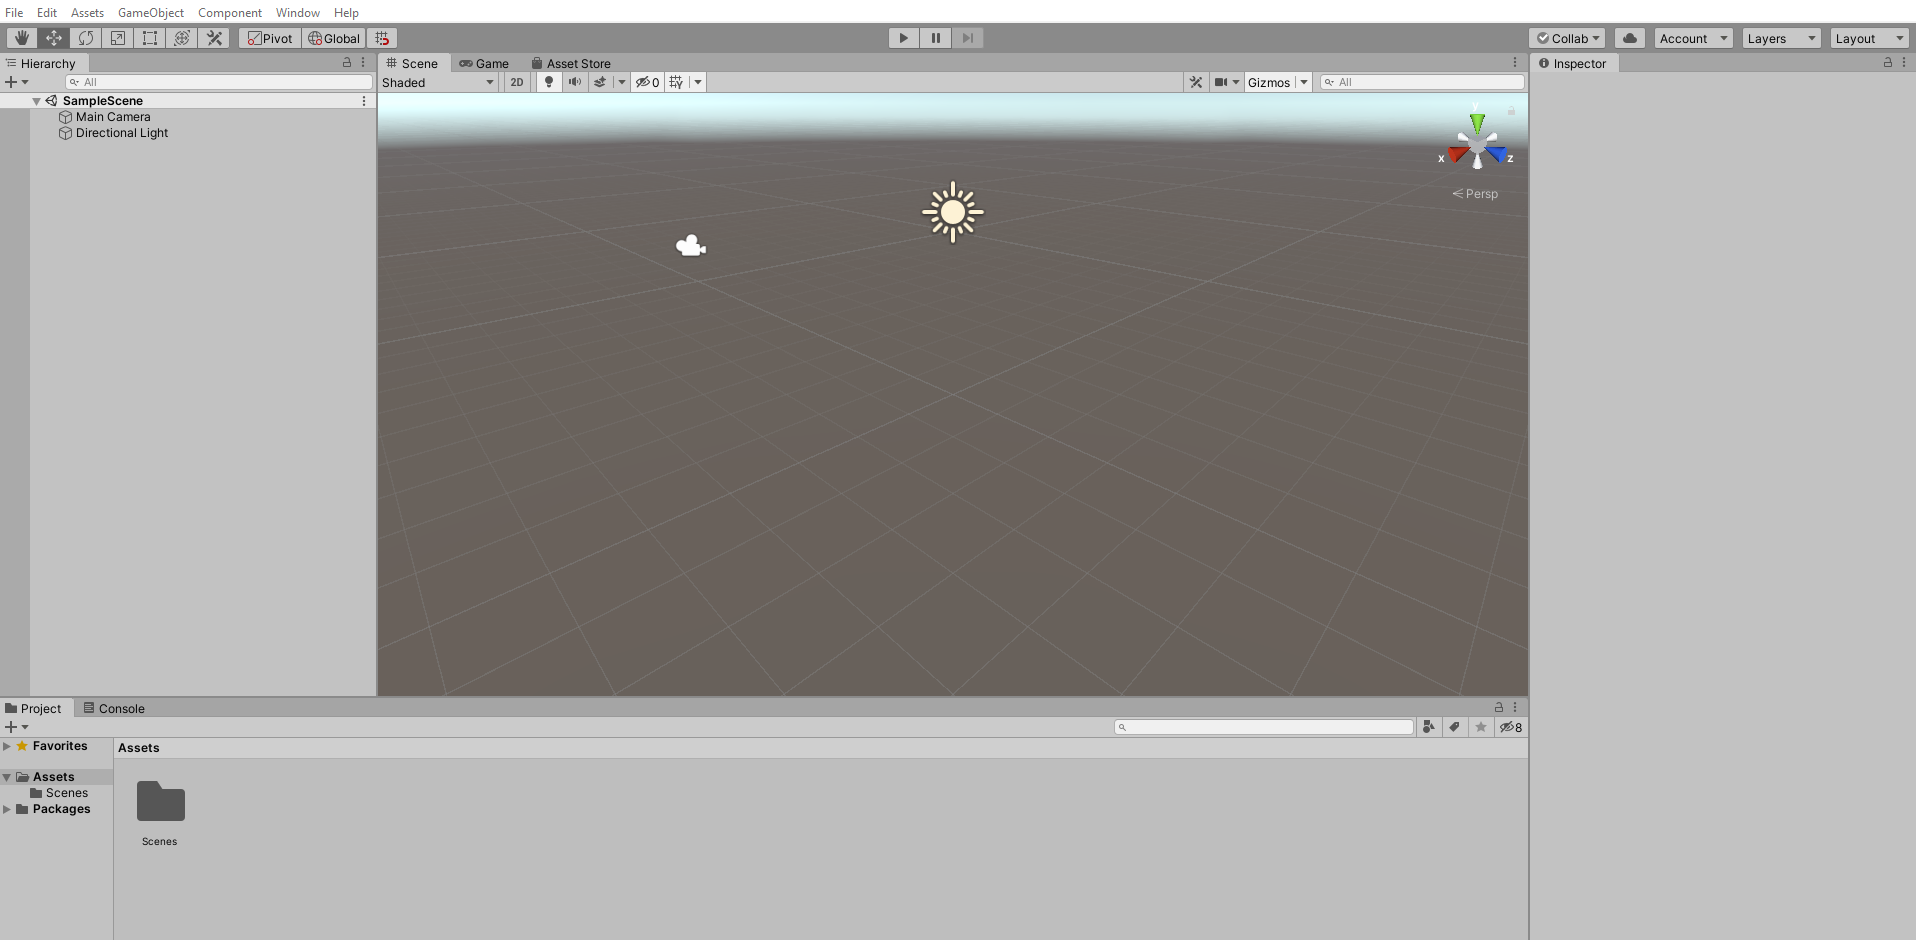 File Edit Assets GameObject Component Window Help
Pivot Global Collab Account Layers Layout
Hierarchy
All
SampleScene
Main Camera
Directional Light
Scene Game Asset Store
Shaded 2D 0 Gizmos All
y
x z
Persp
Inspector
Project Console
8
Favorites
Assets
Scenes
Packages
Assets
Scenes